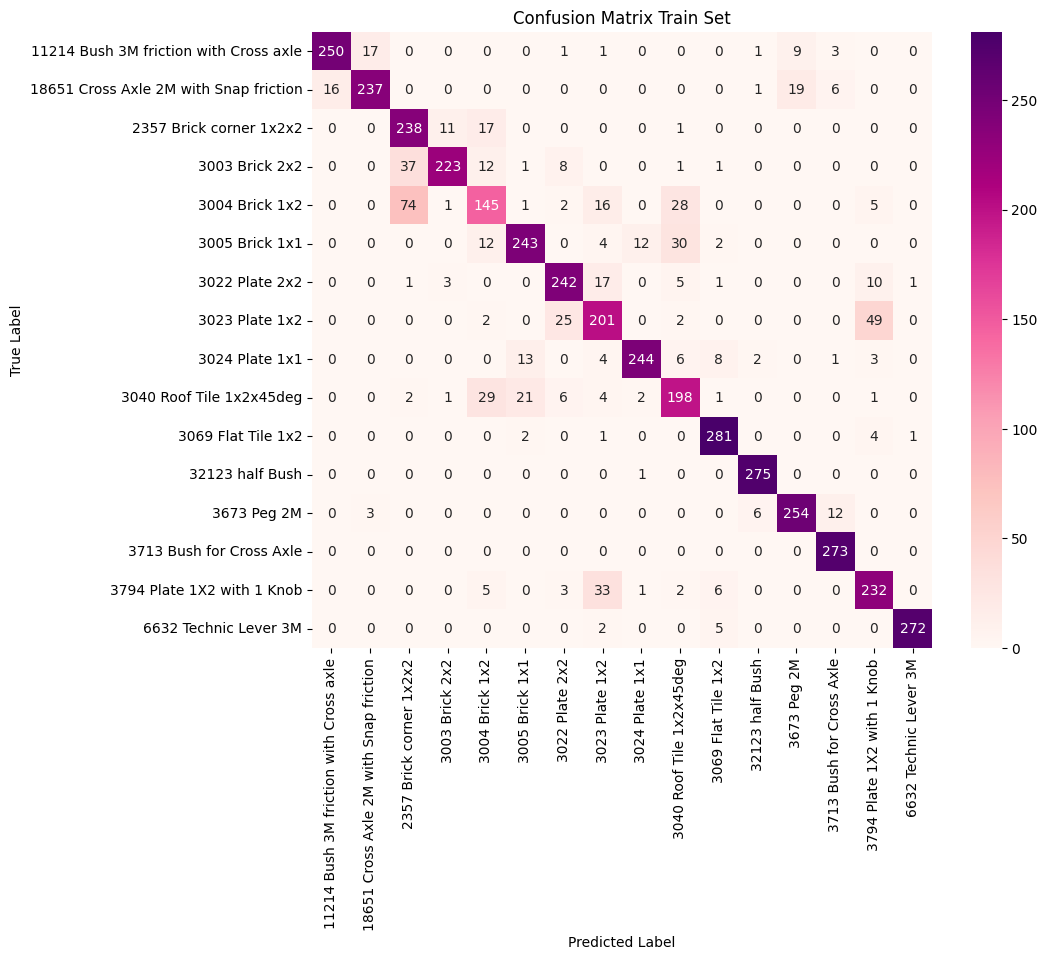 Confusion Matrix Train Set
True Label
11214 Bush 3M friction with Cross axle 250 17 0 0 0 0 1 1 0 0 0 1 9 3 0 0
18651 Cross Axle 2M with Snap friction 16 237 0 0 0 0 0 0 0 0 0 1 19 6 0 0
2357 Brick corner 1x2x2 0 0 238 11 17 0 0 0 0 1 0 0 0 0 0 0
3003 Brick 2x2 0 0 37 223 12 1 8 0 0 1 1 0 0 0 0 0
3004 Brick 1x2 0 0 74 1 145 1 2 16 0 28 0 0 0 0 5 0
3005 Brick 1x1 0 0 0 0 12 243 0 4 12 30 2 0 0 0 0 0
3022 Plate 2x2 0 0 1 3 0 0 242 17 0 5 1 0 0 0 10 1
3023 Plate 1x2 0 0 0 0 2 0 25 201 0 2 0 0 0 0 49 0
3024 Plate 1x1 0 0 0 0 0 13 0 4 244 6 8 2 0 1 3 0
3040 Roof Tile 1x2x45deg 0 0 2 1 29 21 6 4 2 198 1 0 0 0 1 0
3069 Flat Tile 1x2 0 0 0 0 0 2 0 1 0 0 281 0 0 0 4 1
32123 half Bush 0 0 0 0 0 0 0 0 1 0 0 275 0 0 0 0
3673 Peg 2M 0 3 0 0 0 0 0 0 0 0 0 6 254 12 0 0
3713 Bush for Cross Axle 0 0 0 0 0 0 0 0 0 0 0 0 0 273 0 0
3794 Plate 1X2 with 1 Knob 0 0 0 0 5 0 3 33 1 2 6 0 0 0 232 0
6632 Technic Lever 3M 0 0 0 0 0 0 0 2 0 0 5 0 0 0 0 272
11214 Bush 3M friction with Cross axle
18651 Cross Axle 2M with Snap friction
2357 Brick corner 1x2x2
3003 Brick 2x2
3004 Brick 1x2
3005 Brick 1x1
3022 Plate 2x2
3023 Plate 1x2
3024 Plate 1x1
3040 Roof Tile 1x2x45deg
3069 Flat Tile 1x2
32123 half Bush
3673 Peg 2M
3713 Bush for Cross Axle
3794 Plate 1X2 with 1 Knob
6632 Technic Lever 3M
Predicted Label
250
200
150
100
50
0